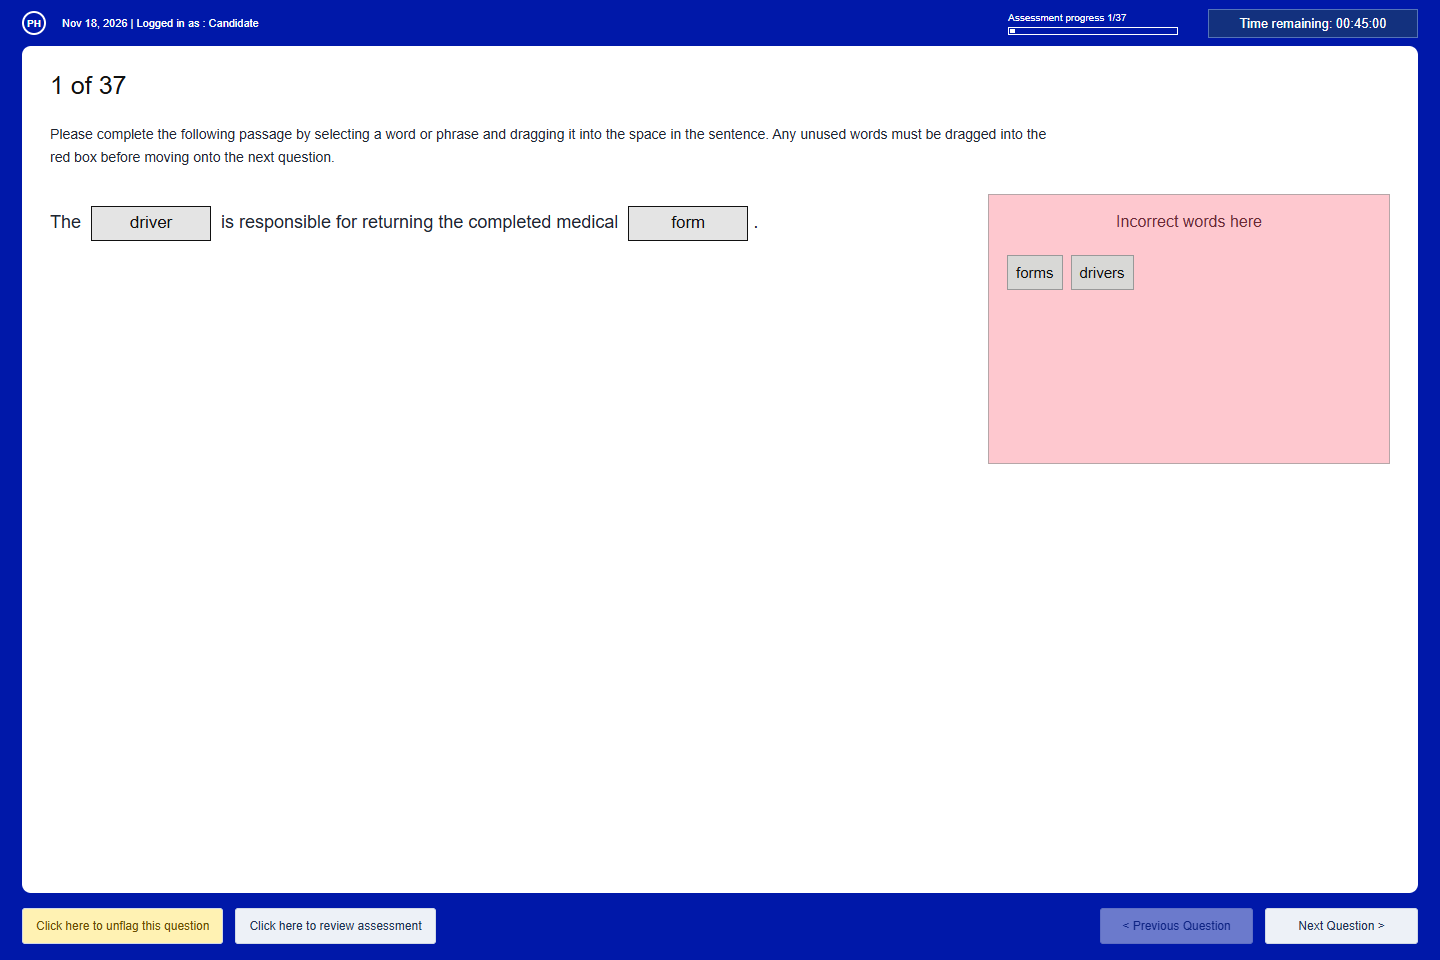 PH
Nov 18, 2026 | Logged in as : Candidate
Assessment progress 1/37
Time remaining: 00:45:00
1 of 37
Please complete the following passage by selecting a word or phrase and dragging it into the space in the sentence. Any unused words must be dragged into the
red box before moving onto the next question.
The driver is responsible for returning the completed medical form .
Incorrect words here
forms drivers
Click here to unflag this question
Click here to review assessment
< Previous Question
Next Question >